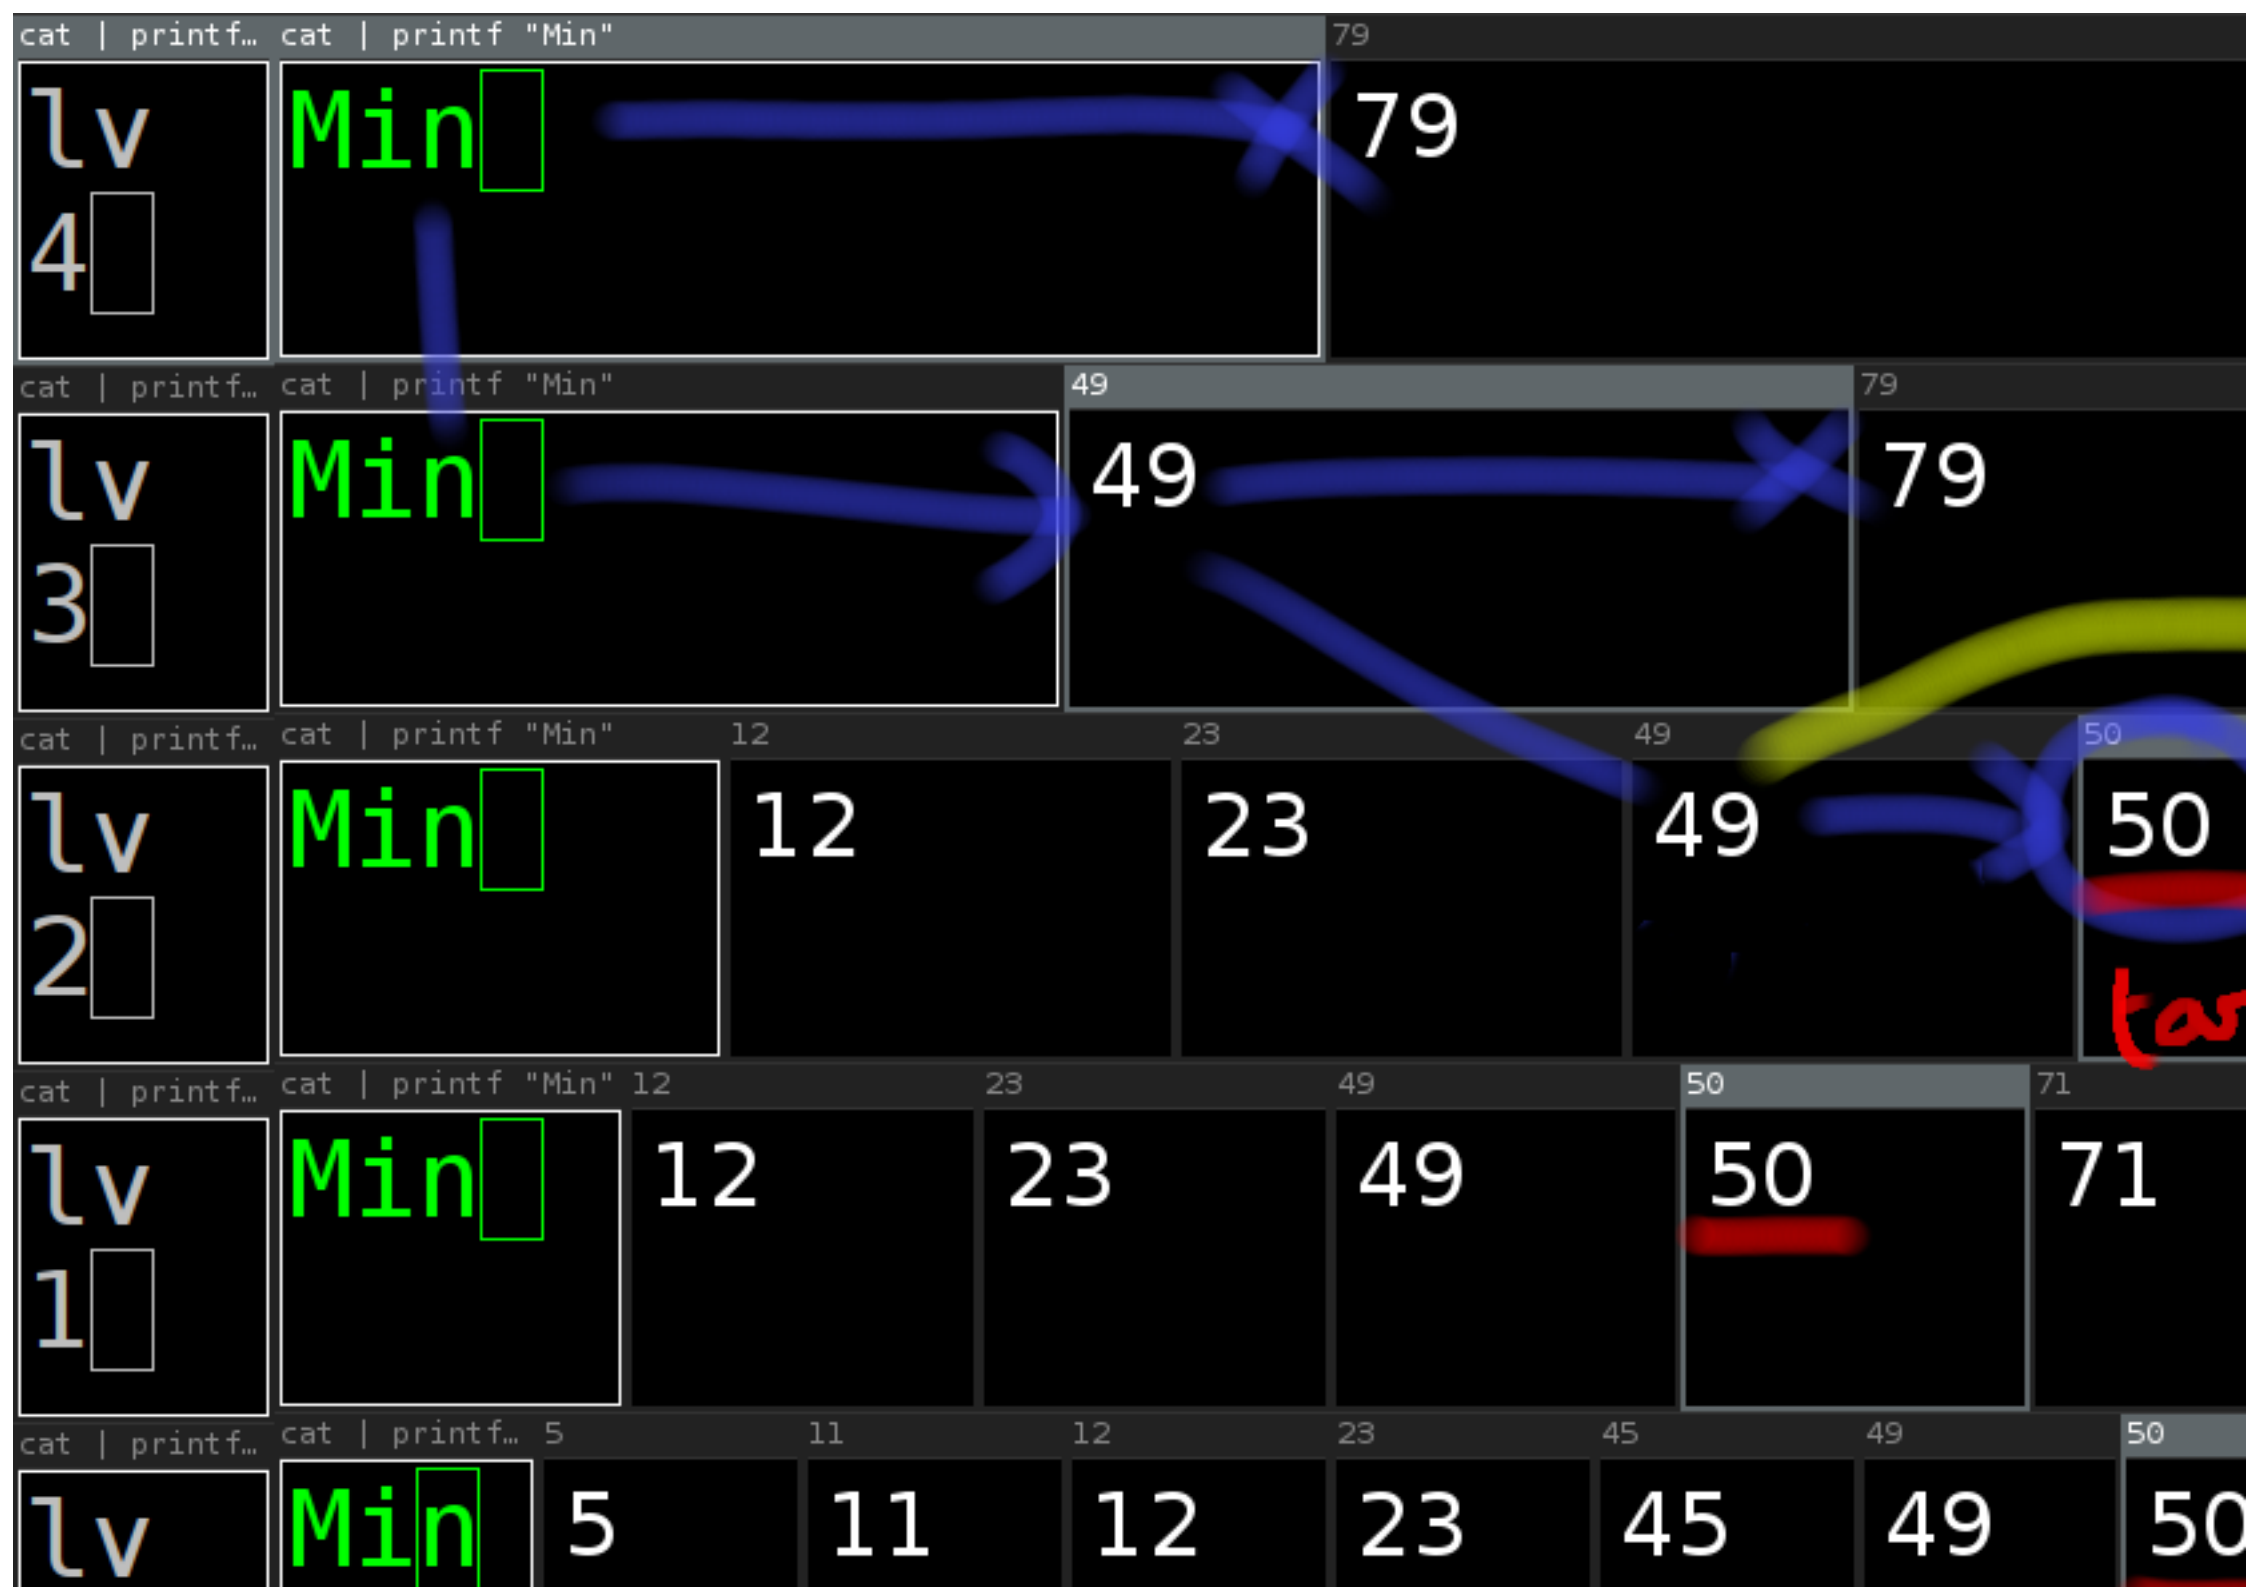 cat | printf… cat | printf "Min" 79
lv Min 79
4
cat | printf… cat | printf "Min" 49 79
lv Min 49 79
3
cat | printf… cat | printf "Min" 12 23 49 50
lv Min 12 23 49 50
2
cat | printf… cat | printf "Min" 12 23 49 50 71
lv Min 12 23 49 50 71
1
cat | printf… cat | printf… 5 11 12 23 45 49 50
lv Min 5 11 12 23 45 49 50